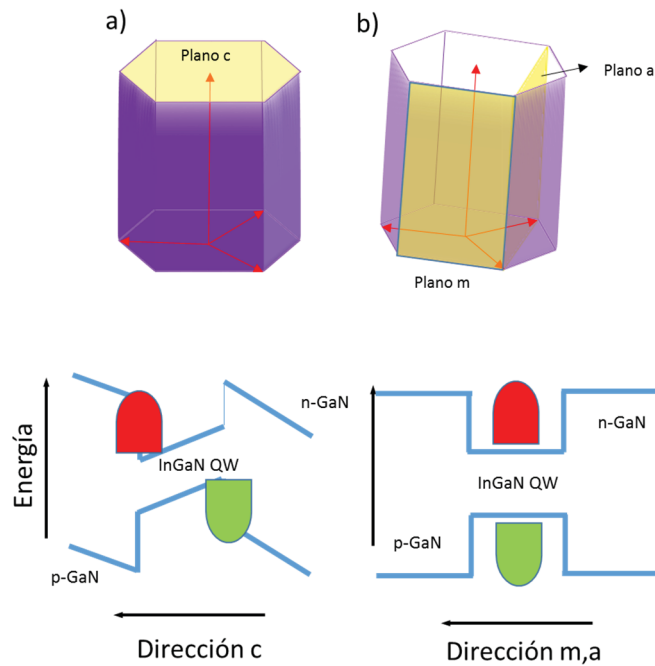 a)
Plano c
b)
Plano a
Plano m
Energía
n-GaN
InGaN QW
p-GaN
Dirección c
n-GaN
InGaN QW
p-GaN
Dirección m,a